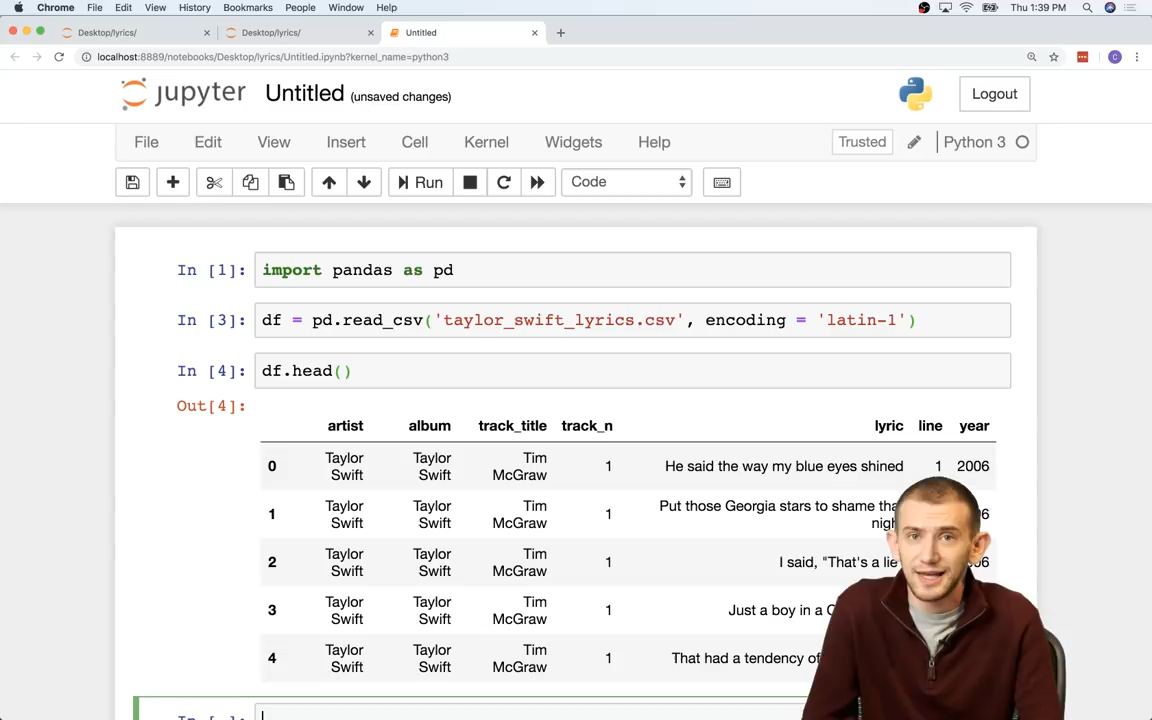 Chrome File Edit View History Bookmarks People Window Help Thu 1:39 PM
Desktop/lyrics/ Desktop/lyrics/ Untitled
localhost:8889/notebooks/Desktop/lyrics/Untitled.ipynb?kernel_name=python3 C
jupyter Untitled (unsaved changes) Logout
File Edit View Insert Cell Kernel Widgets Help Trusted Python 3
Run Code
In [1]: import pandas as pd
In [3]: df = pd.read_csv('taylor_swift_lyrics.csv', encoding = 'latin-1')
In [4]: df.head()
Out[4]:
artist album track_title track_n lyric line year
0 Taylor Swift Taylor Swift Tim McGraw 1 He said the way my blue eyes shined 1 2006
1 Taylor Swift Taylor Swift Tim McGraw 1 Put those Georgia stars to shame
2 Taylor Swift Taylor Swift Tim McGraw 1 I said, "That's a lie
3 Taylor Swift Taylor Swift Tim McGraw 1 Just a boy in a
4 Taylor Swift Taylor Swift Tim McGraw 1 That had a tendency of